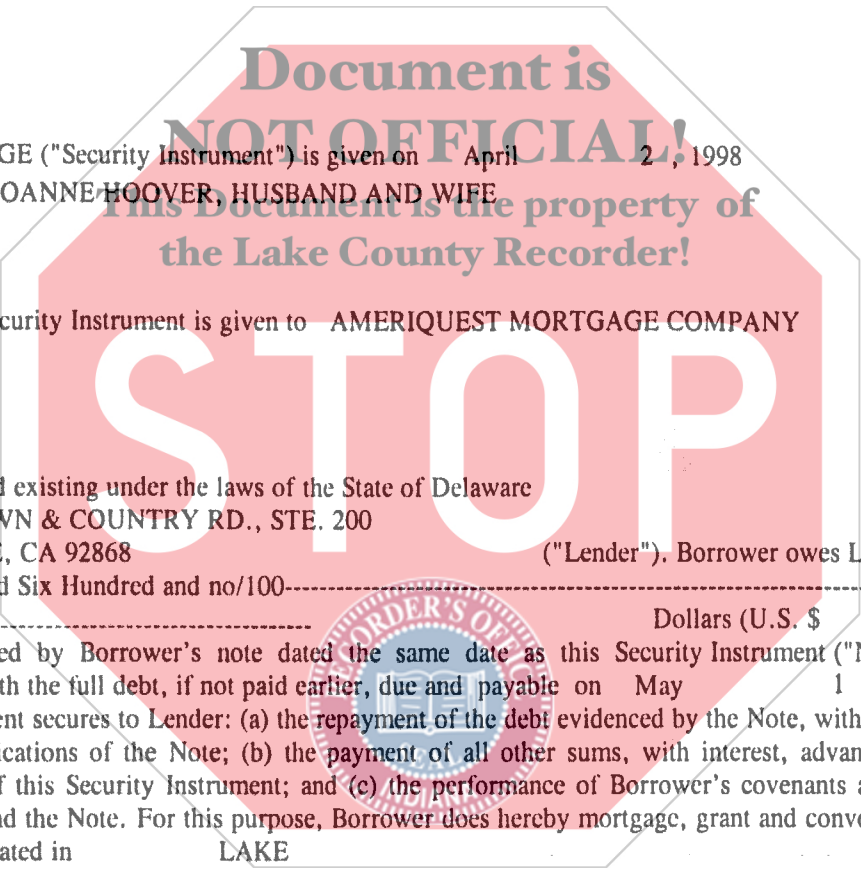 Document is
NOT OFFICIAL!
GE ("Security Instrument") is given on April 2 , 1998
OANNE HOOVER, HUSBAND AND WIFE
This Document is the property of
the Lake County Recorder!
curity Instrument is given to AMERIQUEST MORTGAGE COMPANY
STOP
d existing under the laws of the State of Delaware
WN & COUNTRY RD., STE. 200
, CA 92868 ("Lender"). Borrower owes L
d Six Hundred and no/100------------------------------------------------------------
---------------------------------- Dollars (U.S. $
RECORDER'S OFFICE
ed by Borrower's note dated the same date as this Security Instrument ("N
th the full debt, if not paid earlier, due and payable on May 1
ent secures to Lender: (a) the repayment of the debt evidenced by the Note, with
ications of the Note; (b) the payment of all other sums, with interest, advan
f this Security Instrument; and (c) the performance of Borrower's covenants a
INDIANA
nd the Note. For this purpose, Borrower does hereby mortgage, grant and conve
ated in LAKE